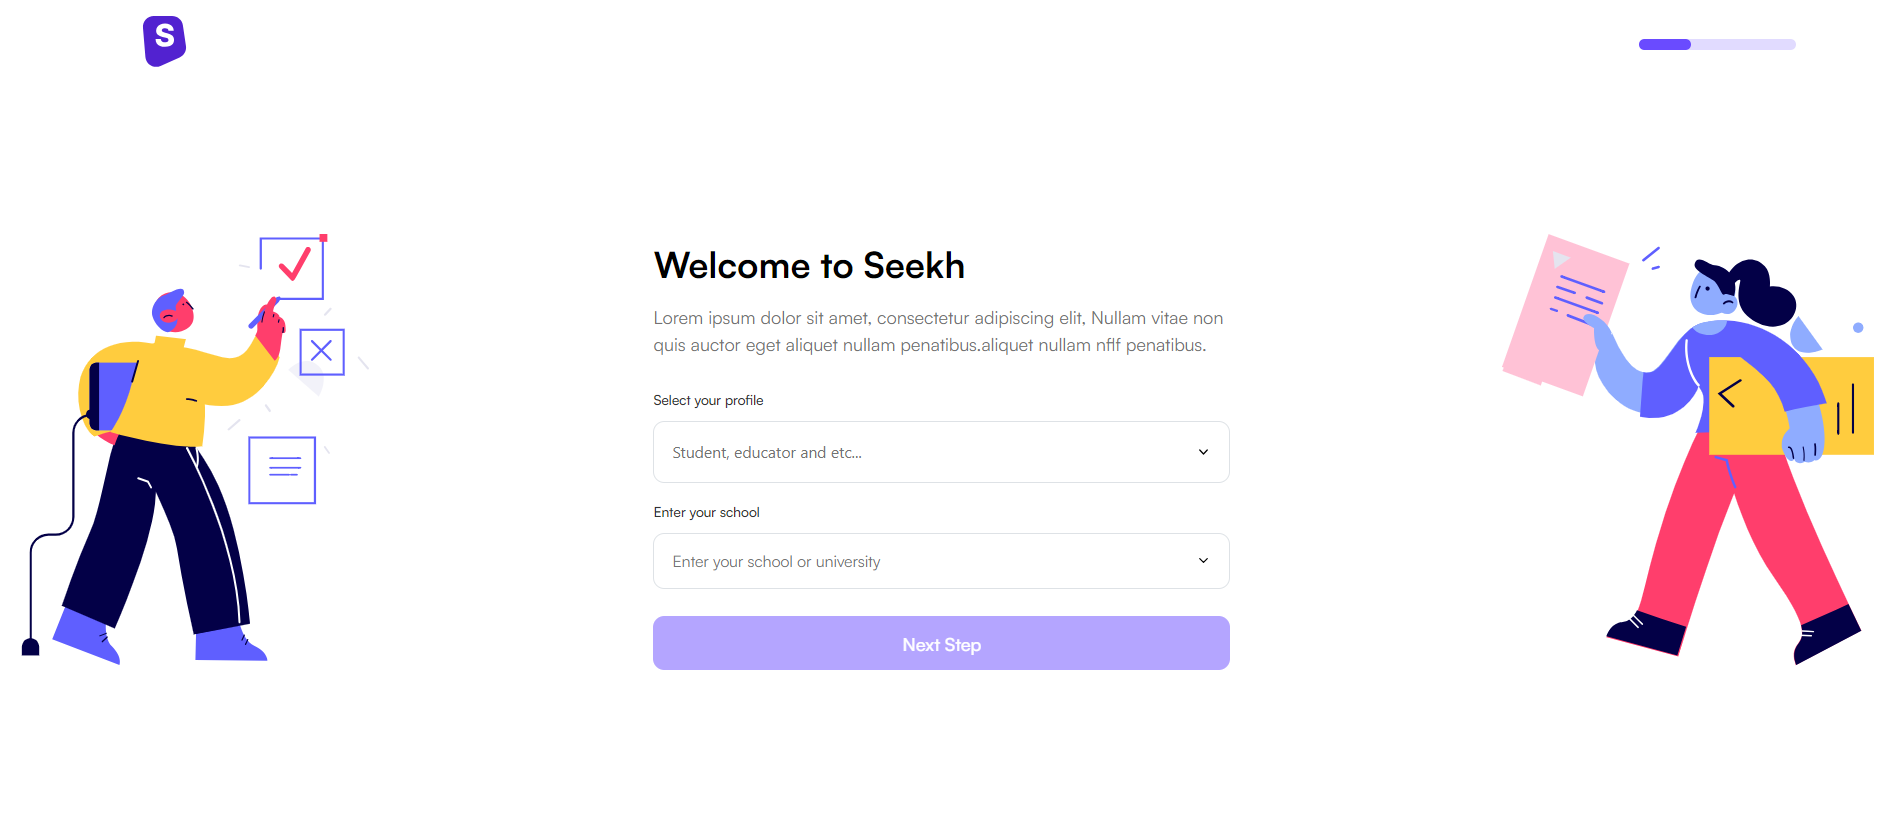 S
Welcome to Seekh
Lorem ipsum dolor sit amet, consectetur adipiscing elit, Nullam vitae non
quis auctor eget aliquet nullam penatibus.aliquet nullam nflf penatibus.
Select your profile
Student, educator and etc...
Enter your school
Enter your school or university
Next Step